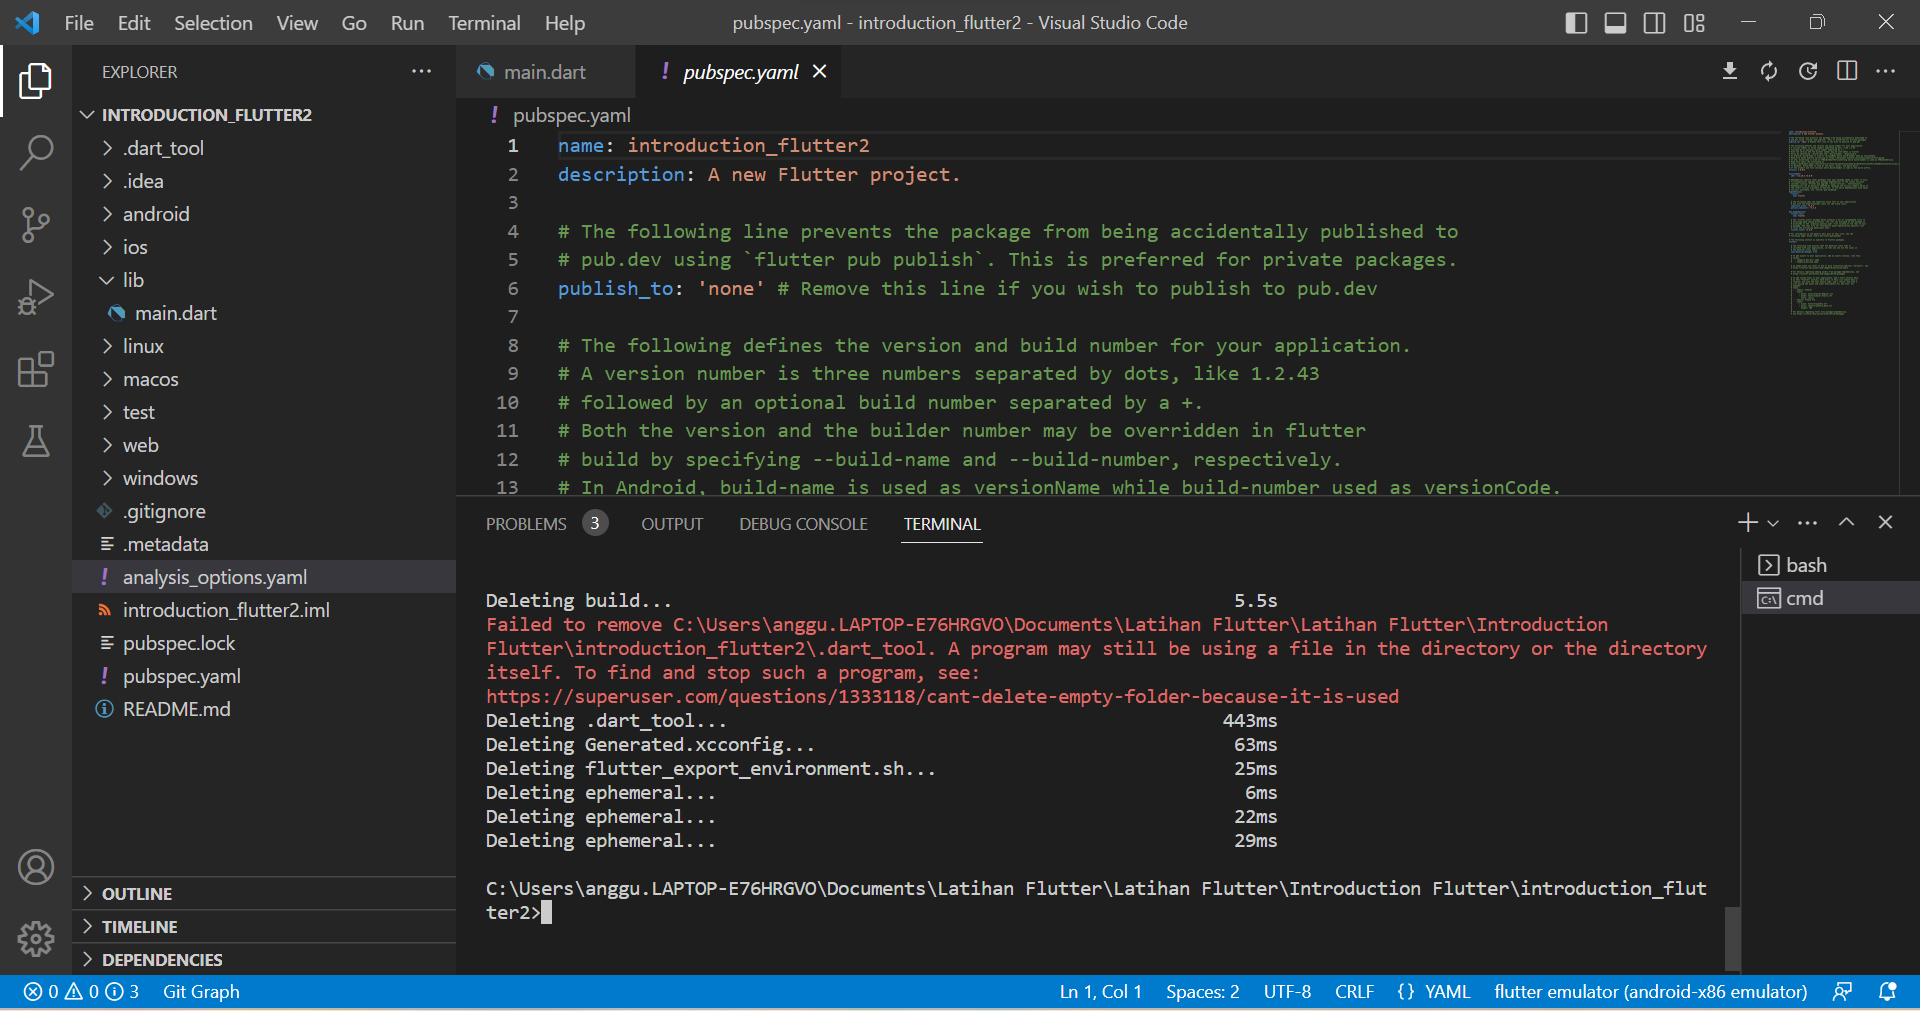 File Edit Selection View Go Run Terminal Help
pubspec.yaml - introduction_flutter2 - Visual Studio Code
EXPLORER
INTRODUCTION_FLUTTER2
.dart_tool
.idea
android
ios
lib
main.dart
linux
macos
test
web
windows
.gitignore
.metadata
analysis_options.yaml
introduction_flutter2.iml
pubspec.lock
pubspec.yaml
README.md
OUTLINE
TIMELINE
DEPENDENCIES
main.dart
! pubspec.yaml
! pubspec.yaml
1 name: introduction_flutter2
2 description: A new Flutter project.
3
4 # The following line prevents the package from being accidentally published to
5 # pub.dev using `flutter pub publish`. This is preferred for private packages.
6 publish_to: 'none' # Remove this line if you wish to publish to pub.dev
7
8 # The following defines the version and build number for your application.
9 # A version number is three numbers separated by dots, like 1.2.43
10 # followed by an optional build number separated by a +.
11 # Both the version and the builder number may be overridden in flutter
12 # build by specifying --build-name and --build-number, respectively.
13 # In Android, build-name is used as versionName while build-number used as versionCode.
PROBLEMS 3 OUTPUT DEBUG CONSOLE TERMINAL
Deleting build... 5.5s
Failed to remove C:\Users\anggu.LAPTOP-E76HRGVO\Documents\Latihan Flutter\Latihan Flutter\Introduction
Flutter\introduction_flutter2\.dart_tool. A program may still be using a file in the directory or the directory
itself. To find and stop such a program, see:
https://superuser.com/questions/1333118/cant-delete-empty-folder-because-it-is-used
Deleting .dart_tool... 443ms
Deleting Generated.xcconfig... 63ms
Deleting flutter_export_environment.sh... 25ms
Deleting ephemeral... 6ms
Deleting ephemeral... 22ms
Deleting ephemeral... 29ms
C:\Users\anggu.LAPTOP-E76HRGVO\Documents\Latihan Flutter\Latihan Flutter\Introduction Flutter\introduction_flut
ter2>
bash
cmd
0 0 3 Git Graph
Ln 1, Col 1 Spaces: 2 UTF-8 CRLF {} YAML flutter emulator (android-x86 emulator)